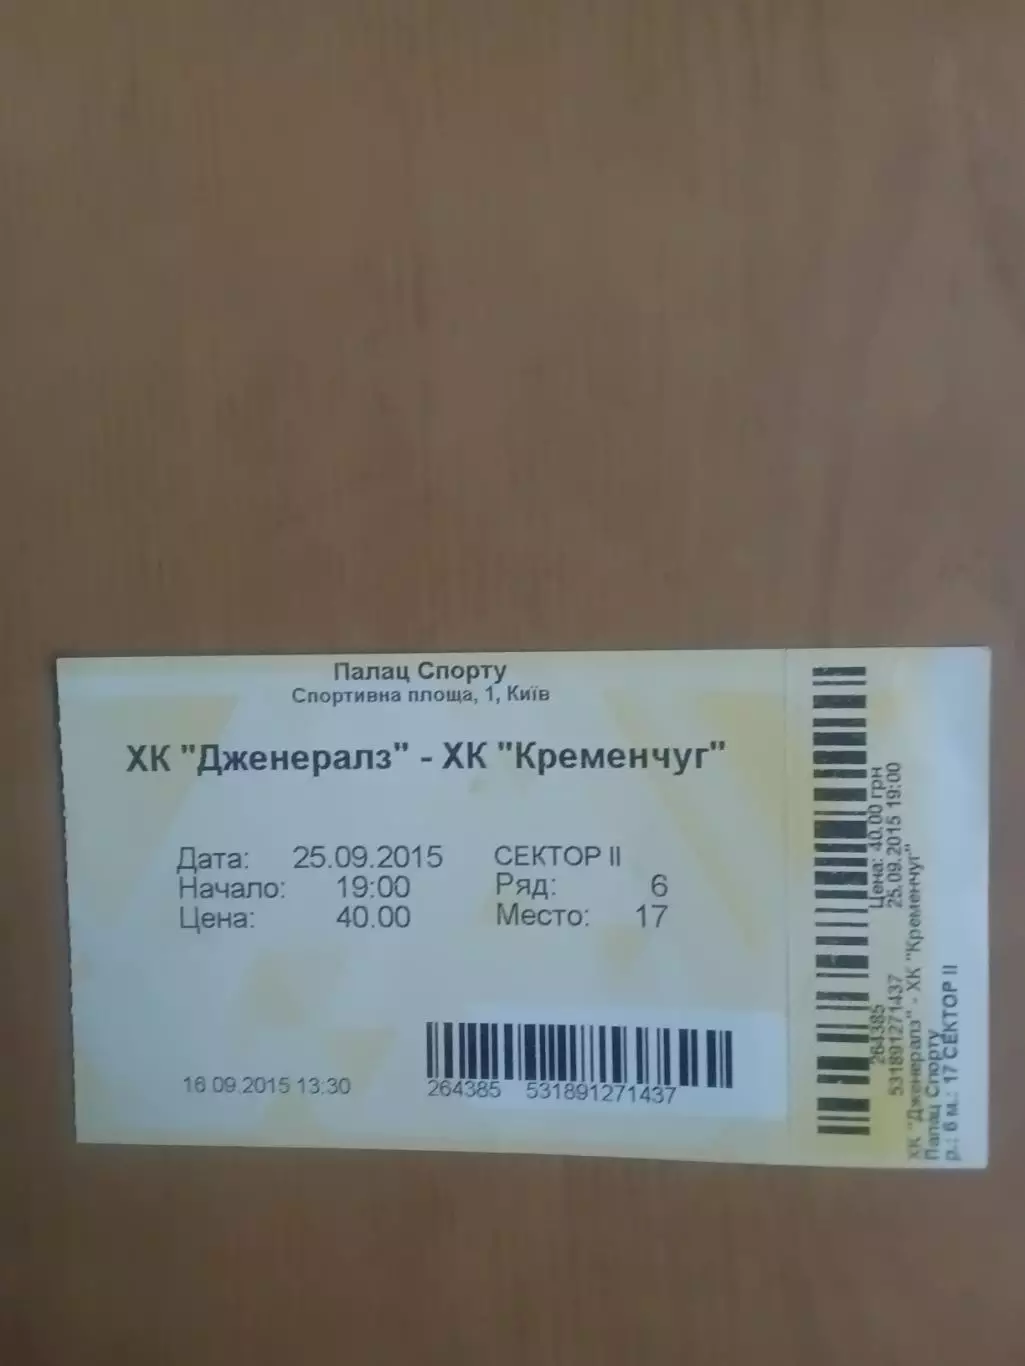 Палац Спорту
Спортивна площа, 1, Київ
ХК "Дженералз" - ХК "Кременчуг"
Дата: 25.09.2015 СЕКТОР II
Начало: 19:00 Ряд: 6
Цена: 40.00 Место: 17
16.09.2015 13:30
264385 531891271437
Цена: 40.00 грн
25.09.2015 19:00
264385
531891271437
ХК "Дженералз" - ХК "Кременчуг"
Палац Спорту
р.: 6 м.: 17 СЕКТОР II